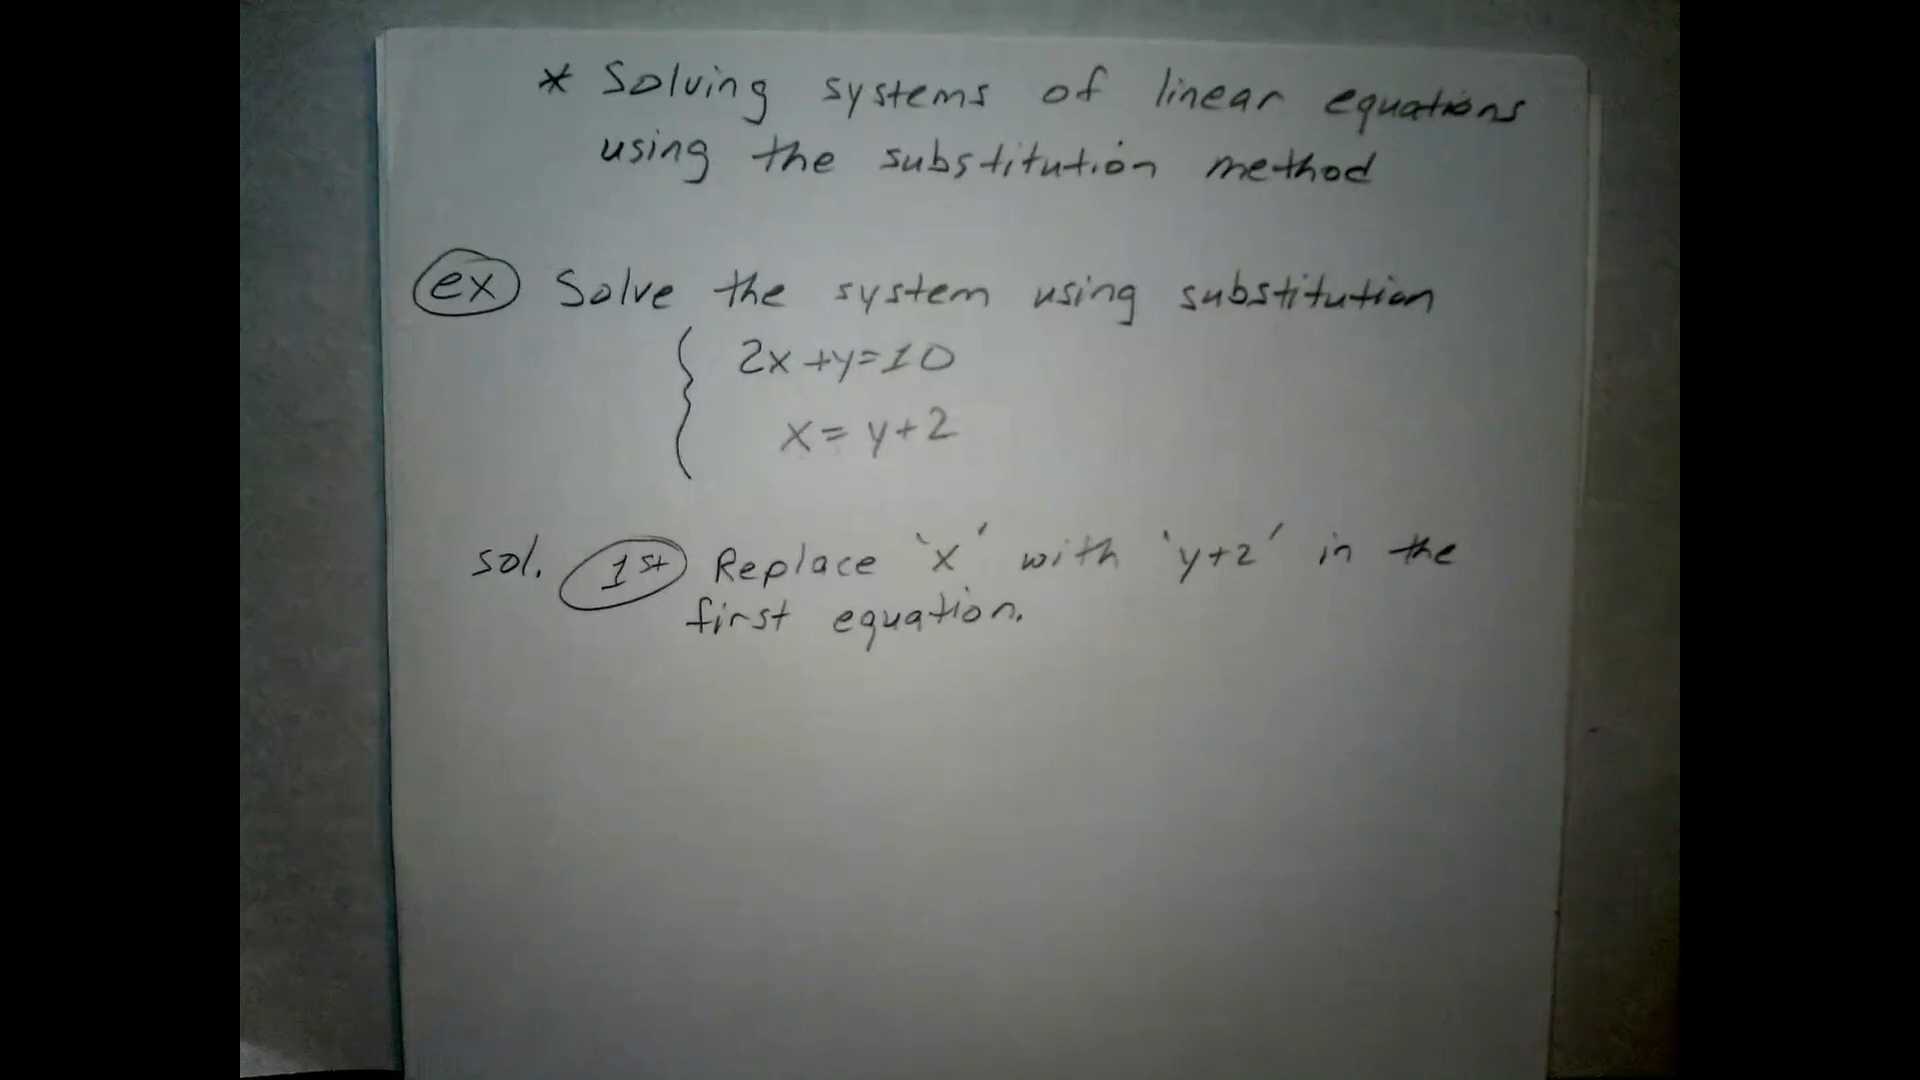 * Solving systems of linear equations
using the substitution method
ex Solve the system using substitution
2x+y=10
x=y+2
sol. 1st Replace 'x' with 'y+2' in the
first equation.